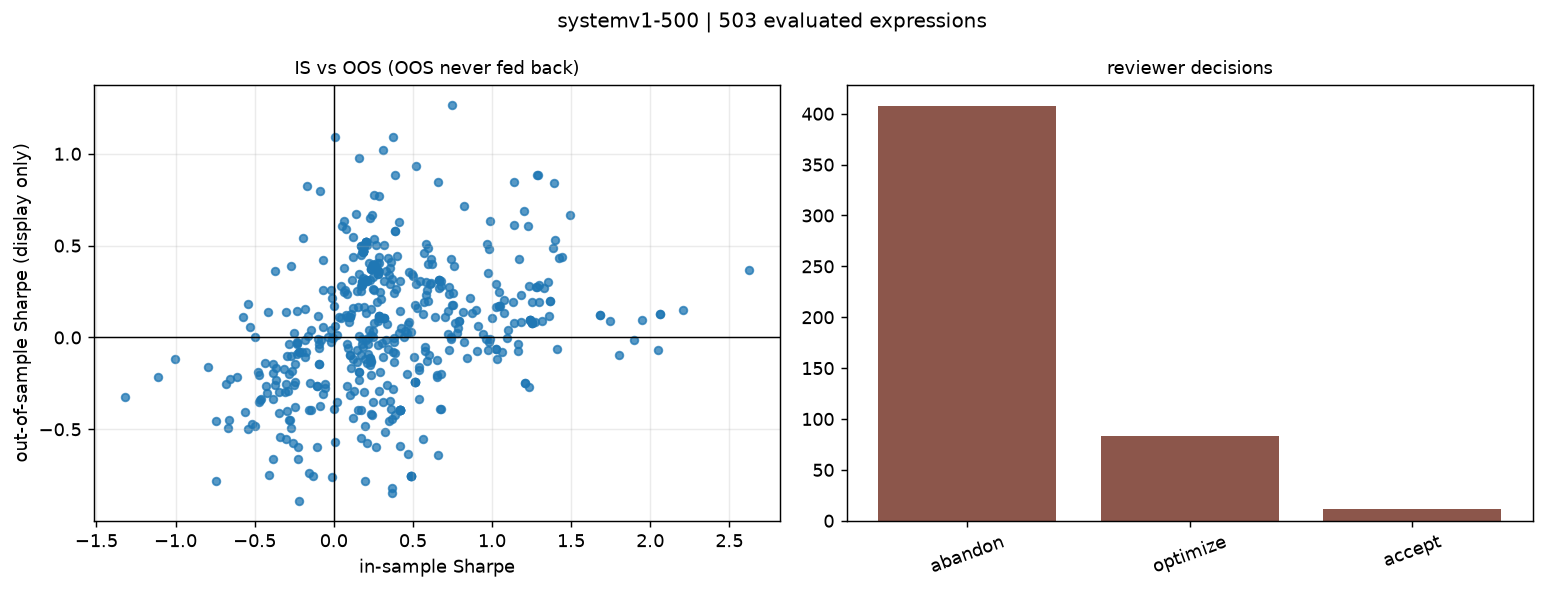 systemv1-500 | 503 evaluated expressions
IS vs OOS (OOS never fed back)
out-of-sample Sharpe (display only)
1.0
0.5
0.0
−0.5
−1.5
−1.0
−0.5
0.0
0.5
1.0
1.5
2.0
2.5
in-sample Sharpe
reviewer decisions
400
350
300
250
200
150
100
50
0
abandon
optimize
accept